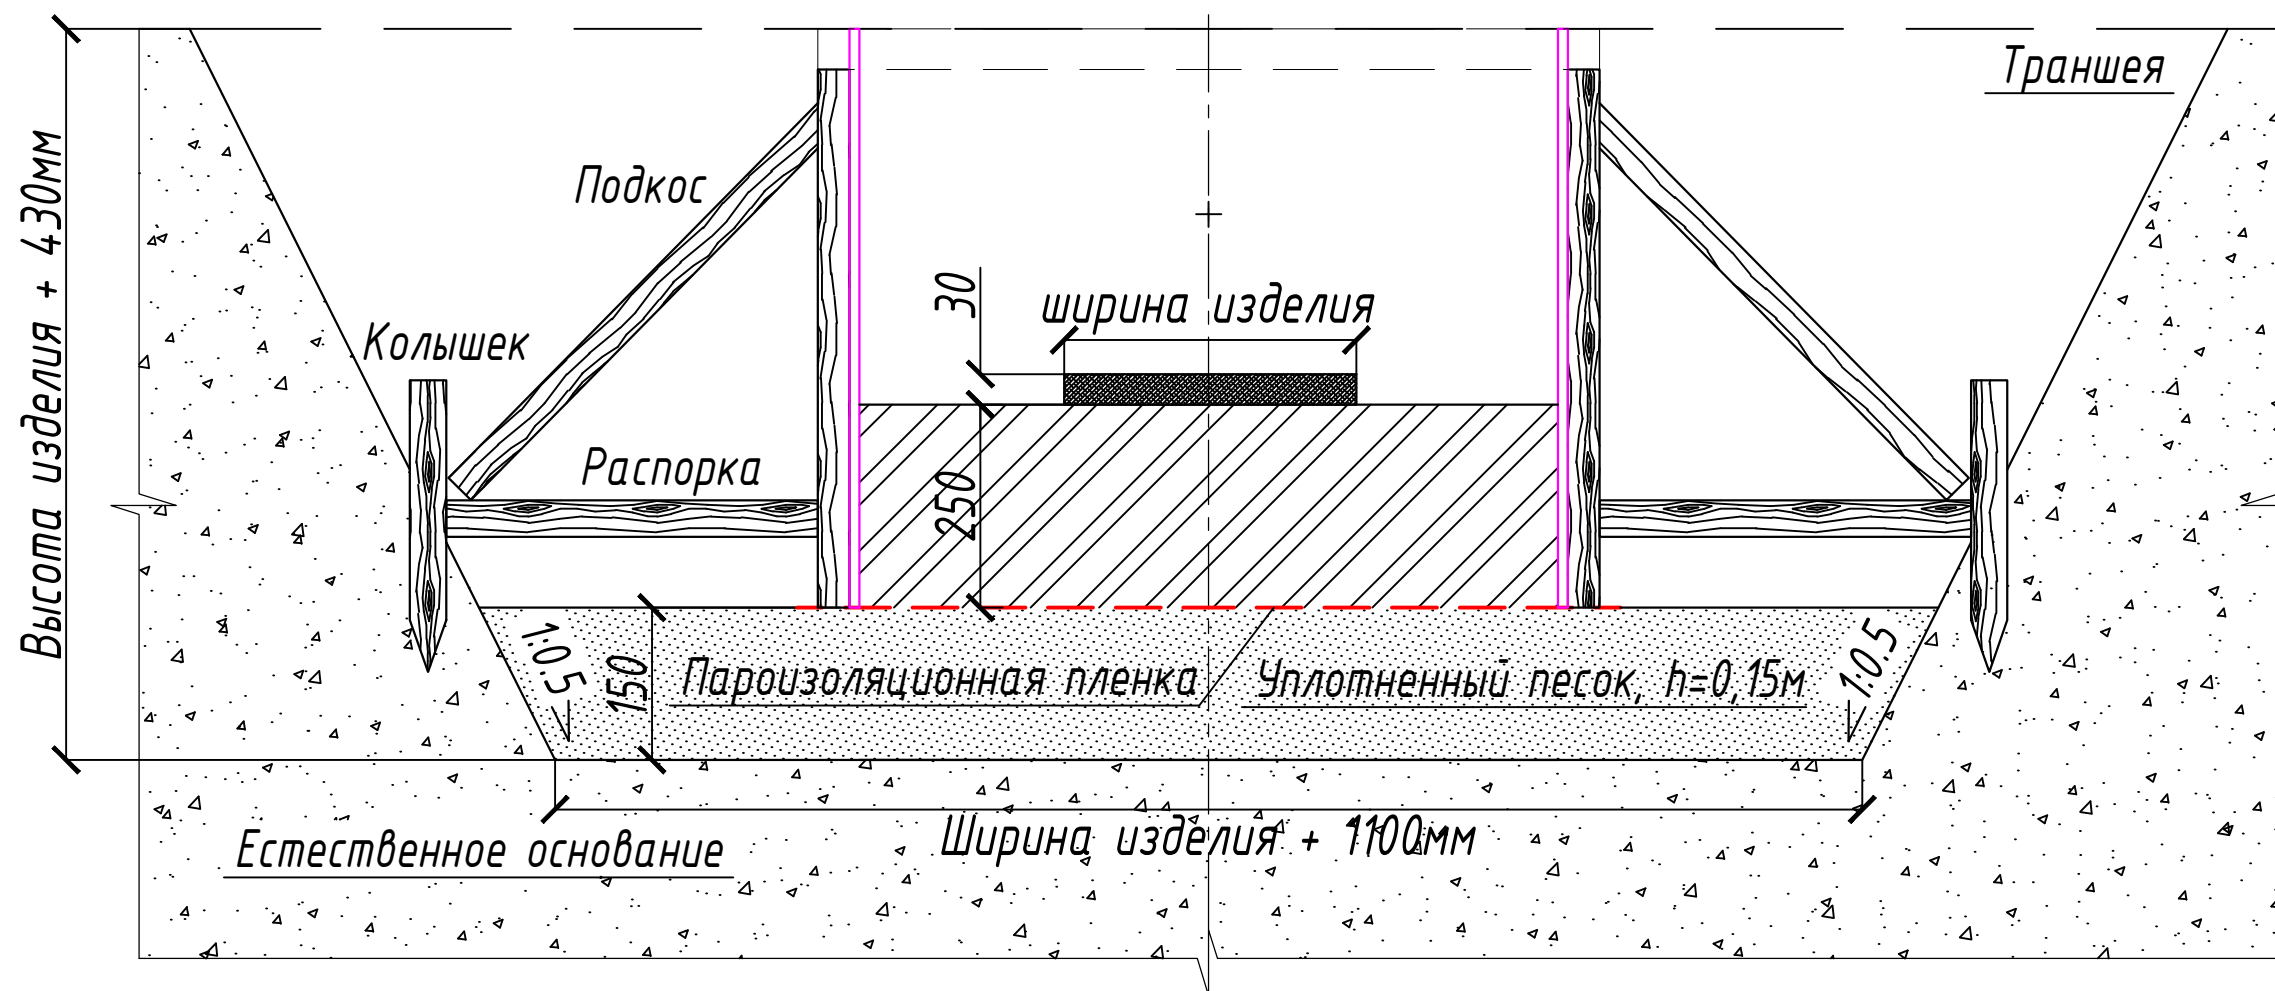 Траншея
Высота изделия + 430мм
Подкос
30
ширина изделия
Колышек
Распорка
250
1:0.5
150
Пароизоляционная пленка
Уплотненный песок, h=0,15м
1:0.5
Ширина изделия + 1100мм
Естественное основание